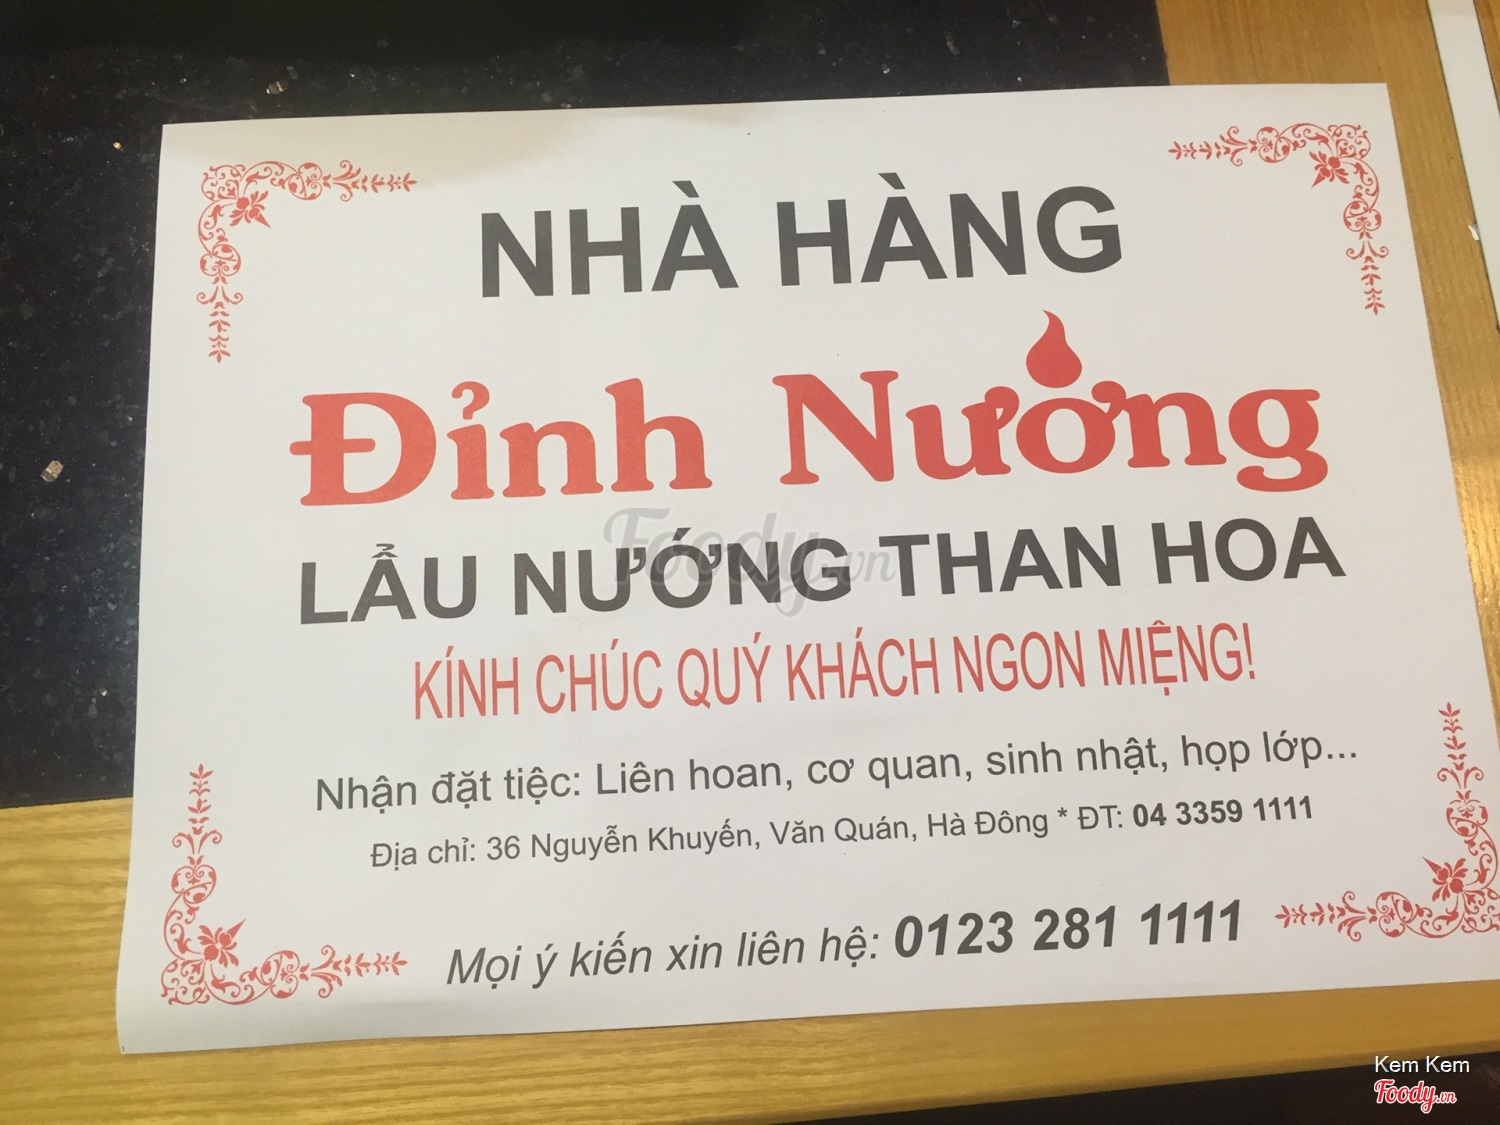 NHÀ HÀNG
Đỉnh Nướng
LẨU NƯỚNG THAN HOA
Foody.vn
KÍNH CHÚC QUÝ KHÁCH NGON MIỆNG!
Nhận đặt tiệc: Liên hoan, cơ quan, sinh nhật, họp lớp...
Địa chỉ: 36 Nguyễn Khuyến, Văn Quán, Hà Đông * ĐT: 04 3359 1111
Mọi ý kiến xin liên hệ: 0123 281 1111
Kem Kem
Foody.vn